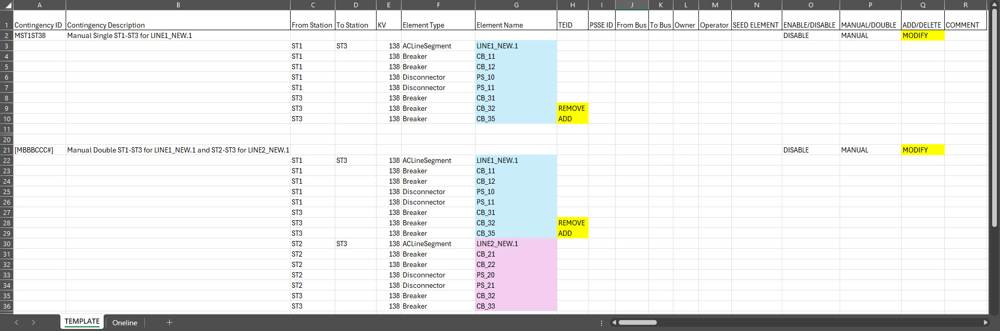 A B C D E F G H I J K L M N O P Q R
1 Contingency ID Contingency Description From Station To Station KV Element Type Element Name TEID PSSE ID From Bus To Bus Owner Operator SEED ELEMENT ENABLE/DISABLE MANUAL/DOUBLE ADD/DELETE COMMENT
2 MST1ST38 Manual Single ST1-ST3 for LINE1_NEW.1 DISABLE MANUAL MODIFY
3 ST1 ST3 138 ACLineSegment LINE1_NEW.1
4 ST1 138 Breaker CB_11
5 ST1 138 Breaker CB_12
6 ST1 138 Disconnector PS_10
7 ST1 138 Disconnector PS_11
8 ST3 138 Breaker CB_31
9 ST3 138 Breaker CB_32 REMOVE
10 ST3 138 Breaker CB_35 ADD
11
20
21 [MBBBCCC#] Manual Double ST1-ST3 for LINE1_NEW.1 and ST2-ST3 for LINE2_NEW.1 DISABLE MANUAL MODIFY
22 ST1 ST3 138 ACLineSegment LINE1_NEW.1
23 ST1 138 Breaker CB_11
24 ST1 138 Breaker CB_12
25 ST1 138 Disconnector PS_10
26 ST1 138 Disconnector PS_11
27 ST3 138 Breaker CB_31
28 ST3 138 Breaker CB_32 REMOVE
29 ST3 138 Breaker CB_35 ADD
30 ST2 ST3 138 ACLineSegment LINE2_NEW.1
31 ST2 138 Breaker CB_21
32 ST2 138 Breaker CB_22
33 ST2 138 Disconnector PS_20
34 ST2 138 Disconnector PS_21
35 ST3 138 Breaker CB_32
36 ST3 138 Breaker CB_33
TEMPLATE Oneline